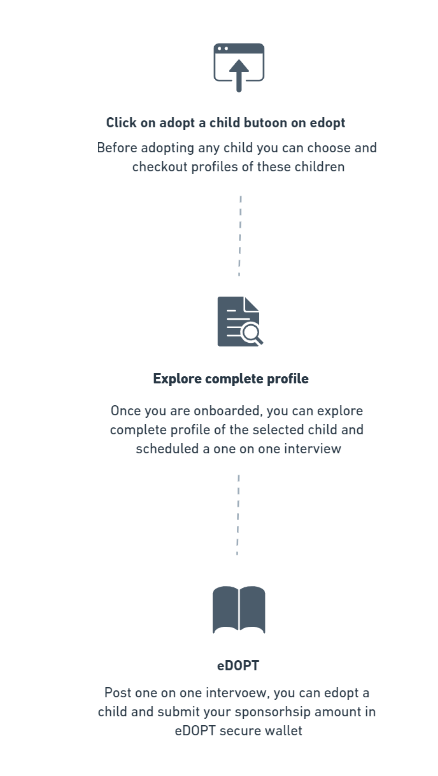 Click on adopt a child butoon on edopt
Before adopting any child you can choose and
checkout profiles of these children
Explore complete profile
Once you are onboarded, you can explore
complete profile of the selected child and
scheduled a one on one interview
eDOPT
Post one on one intervoew, you can edopt a
child and submit your sponsorhsip amount in
eDOPT secure wallet